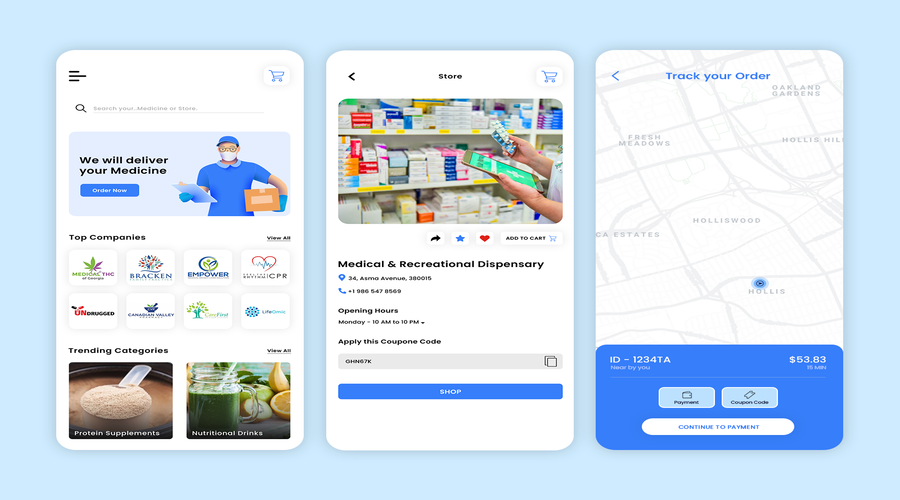 Search your..Medicine or Store.
We will deliver
your Medicine
Order Now
Top Companies
View All
MEDICAL THC
of Georgia
BRACKEN
EMPOWER
CPR
UNDRUGGED
CANADIAN VALLEY
CareFirst
LifeClinic
Trending Categories
View All
Protein Supplements
Nutritional Drinks
Store
ADD TO CART
Medical & Recreational Dispensary
34, Asma Avenue, 380015
+1 986 547 8569
Opening Hours
Monday - 10 AM to 10 PM
Apply this Coupone Code
GHN67K
SHOP
Track your Order
OAKLAND
GARDENS
FRESH
MEADOWS
HOLLIS HIL
HOLLISWOOD
CA ESTATES
HOLLIS
ID - 1234TA
$53.83
Near by you
15 MIN
Payment
Coupon Code
CONTINUE TO PAYMENT